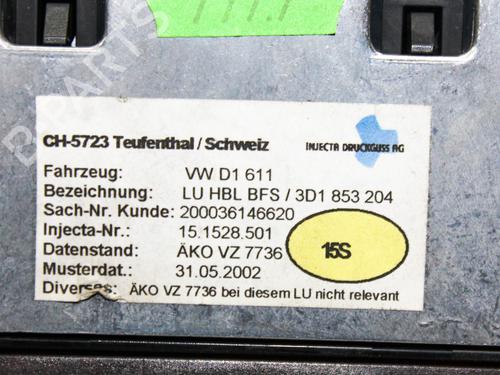 CH-5723 Teufenthal / Schweiz
INJECTA DRUCKGUSS AG
Fahrzeug: VW D1 611
Bezeichnung: LU HBL BFS / 3D1 853 204
Sach-Nr. Kunde: 200036146620
Injecta-Nr.: 15.1528.501
Datenstand: ÄKO VZ 7736
15S
Musterdat.: 31.05.2002
Diverses: ÄKO VZ 7736 bei diesem LU nicht relevant